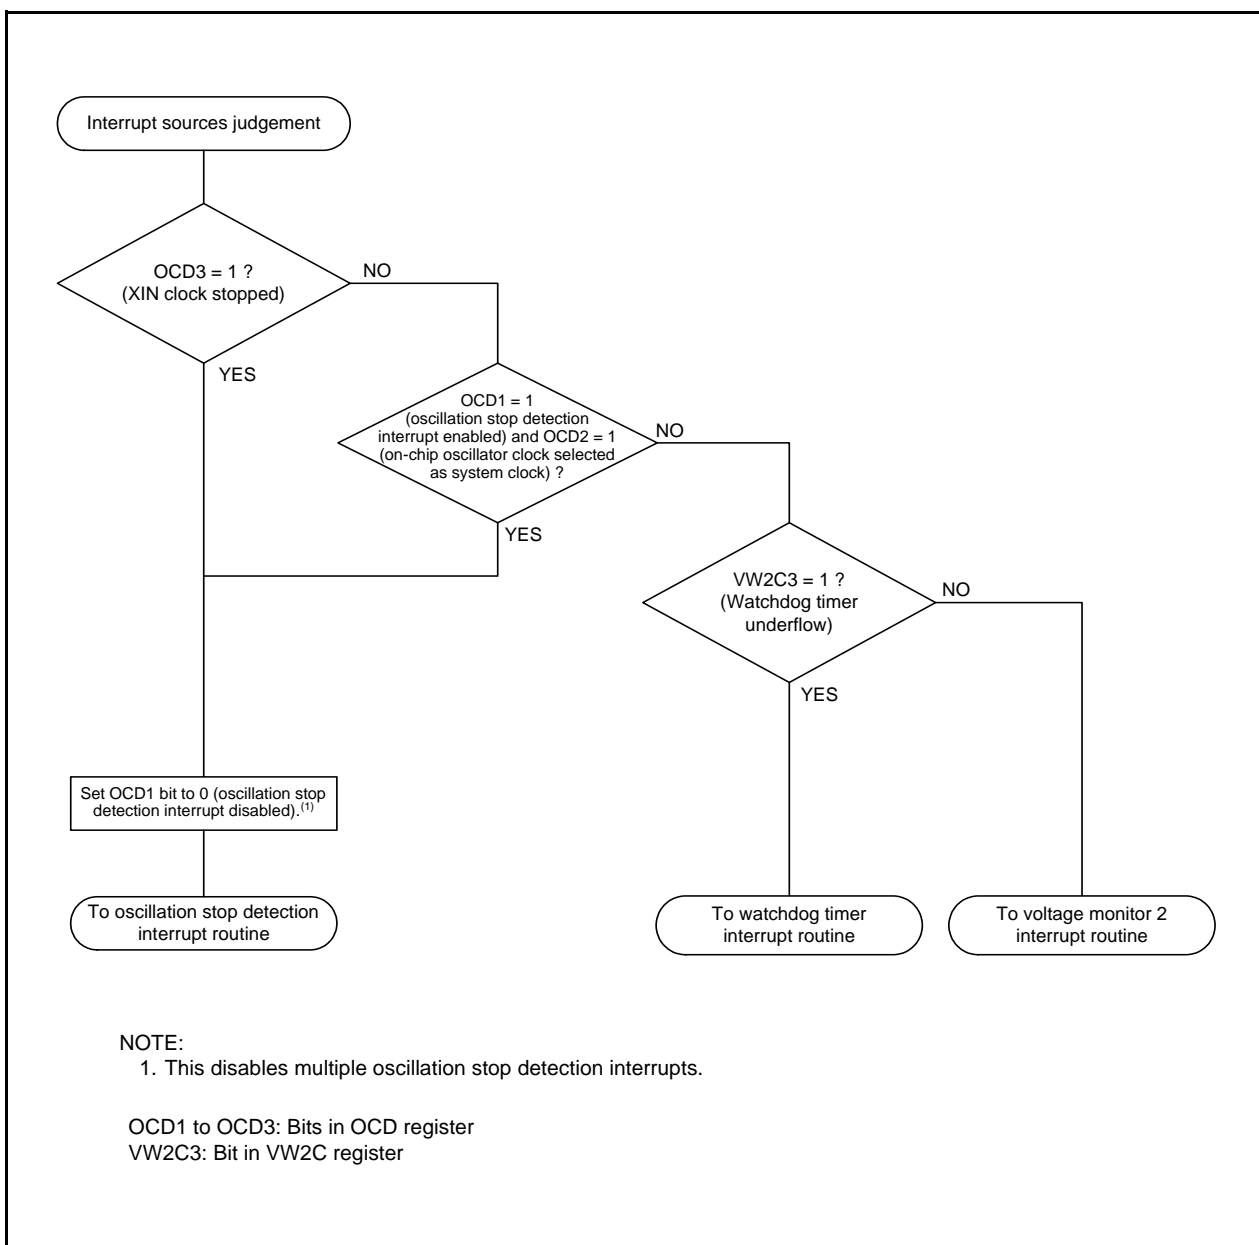 Interrupt sources judgement
OCD3 = 1 ?
(XIN clock stopped)
NO
YES
OCD1 = 1
(oscillation stop detection
interrupt enabled) and OCD2 = 1
(on-chip oscillator clock selected
as system clock) ?
NO
YES
VW2C3 = 1 ?
(Watchdog timer
underflow)
NO
YES
Set OCD1 bit to 0 (oscillation stop
detection interrupt disabled).(1)
To oscillation stop detection
interrupt routine
To watchdog timer
interrupt routine
To voltage monitor 2
interrupt routine
NOTE:
1. This disables multiple oscillation stop detection interrupts.
OCD1 to OCD3: Bits in OCD register
VW2C3: Bit in VW2C register